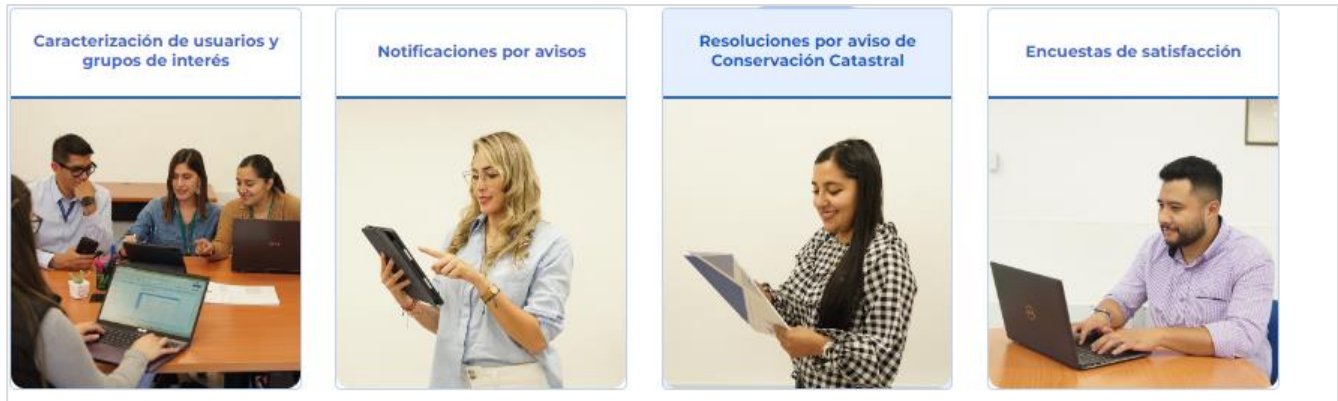 Caracterización de usuarios y
grupos de interés
Notificaciones por avisos
Resoluciones por aviso de
Conservación Catastral
Encuestas de satisfacción